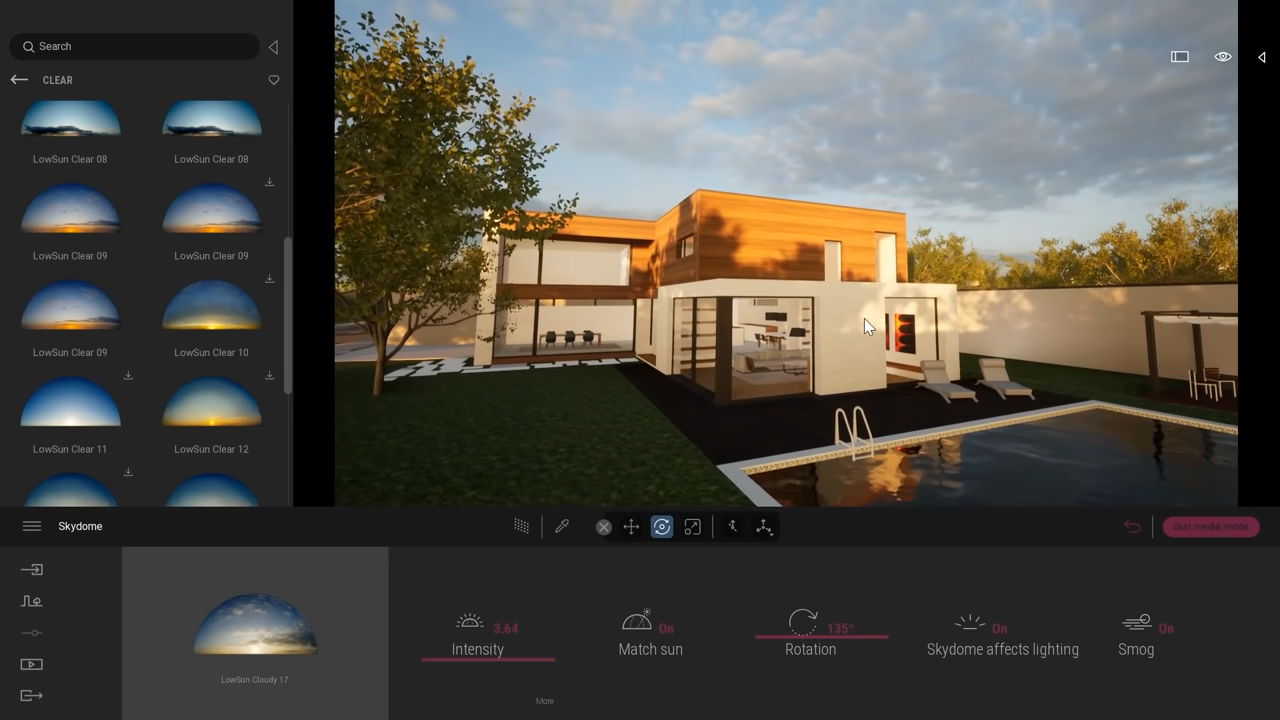 Search
CLEAR
LowSun Clear 08
LowSun Clear 08
LowSun Clear 09
LowSun Clear 09
LowSun Clear 09
LowSun Clear 10
LowSun Clear 11
LowSun Clear 12
Skydome
Quit media mode
LowSun Cloudy 17
3.64
Intensity
On
Match sun
135°
Rotation
On
Skydome affects lighting
On
Smog
More